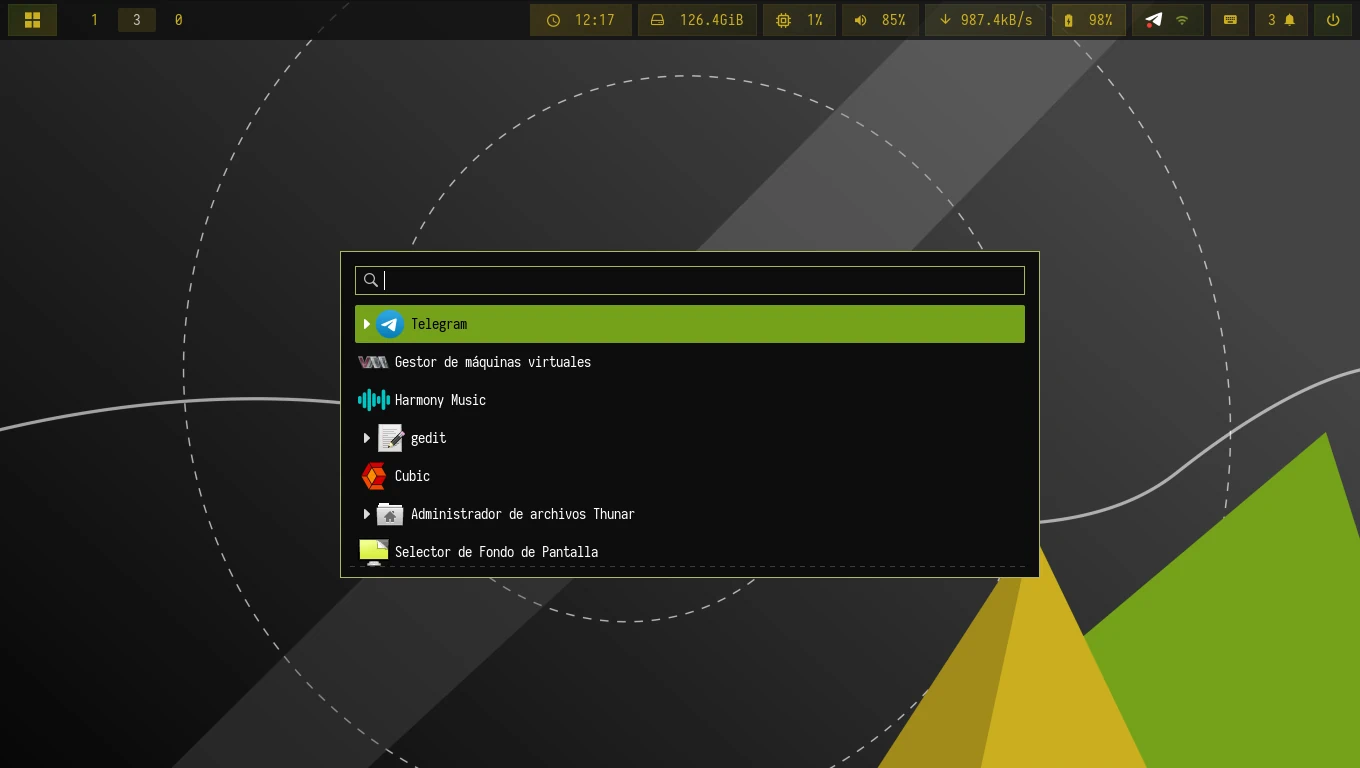 1 3 0 12:17 126.4GiB 1% 85% 987.4kB/s 98% 3
Telegram
Gestor de máquinas virtuales
Harmony Music
gedit
Cubic
Administrador de archivos Thunar
Selector de Fondo de Pantalla